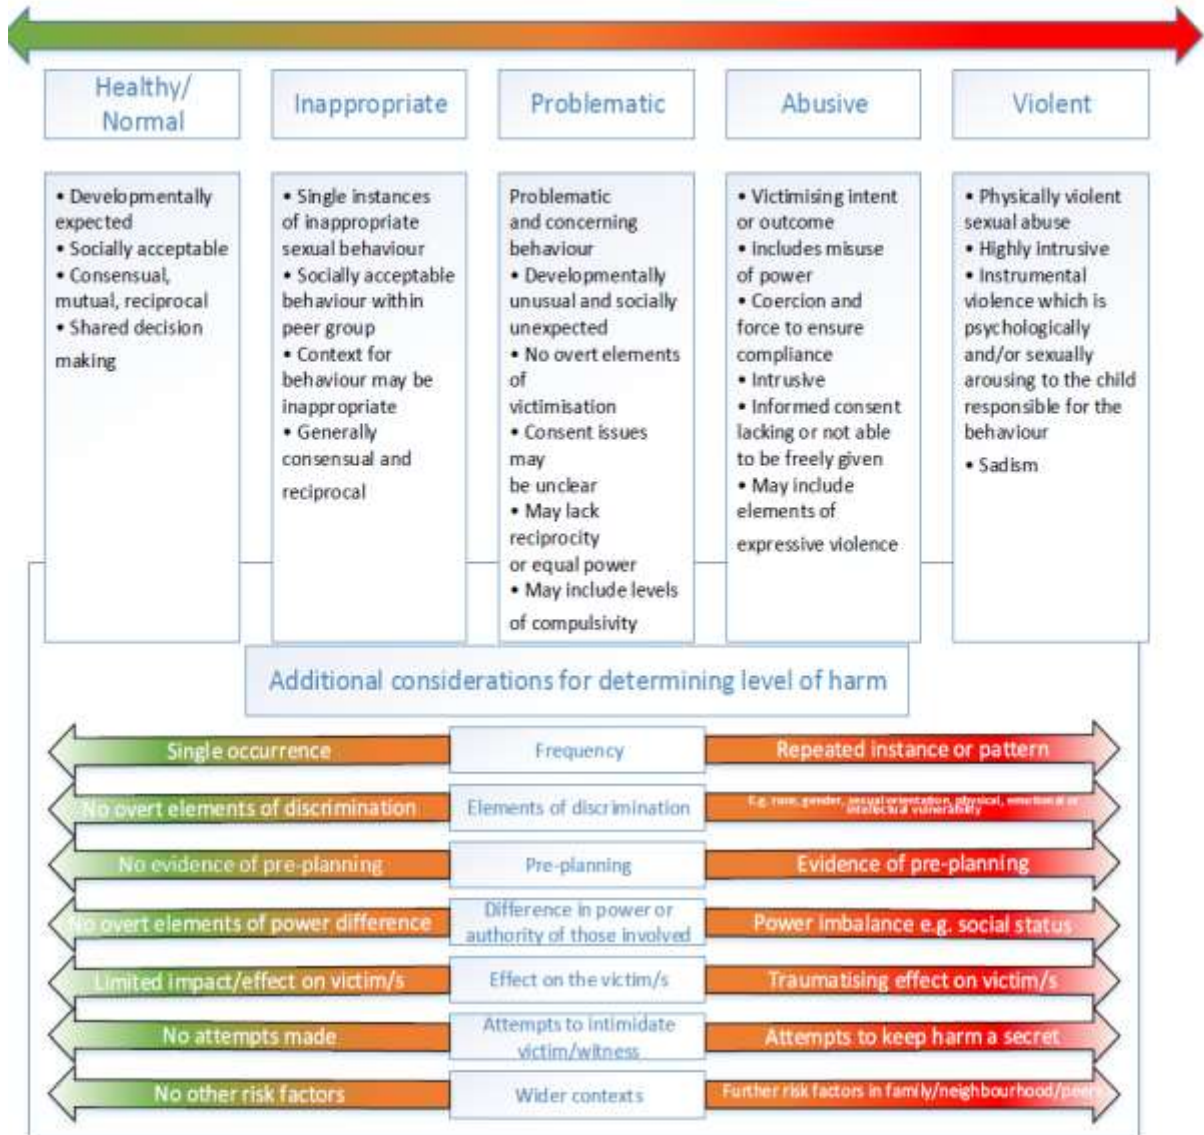 Healthy/
Normal
Inappropriate
Problematic
Abusive
Violent
• Developmentally
expected
• Socially acceptable
• Consensual,
mutual, reciprocal
• Shared decision
making
• Single instances
of inappropriate
sexual behaviour
• Socially acceptable
behaviour within
peer group
• Context for
behaviour may be
inappropriate
• Generally
consensual and
reciprocal
Problematic
and concerning
behaviour
• Developmentally
unusual and socially
unexpected
• No overt elements
of
victimisation
• Consent issues
may
be unclear
• May lack
reciprocity
or equal power
• May include levels
of compulsivity
• Victimising intent
or outcome
• Includes misuse
of power
• Coercion and
force to ensure
compliance
• Intrusive
• Informed consent
lacking or not able
to be freely given
• May include
elements of
expressive violence
• Physically violent
sexual abuse
• Highly intrusive
• Instrumental
violence which is
psychologically
and/or sexually
arousing to the child
responsible for the
behaviour
• Sadism
Additional considerations for determining level of harm
Single occurrence
Frequency
Repeated instance or pattern
No overt elements of discrimination
Elements of discrimination
E.g. race, gender, sexual orientation, physical, emotional or
intellectual vulnerability
No evidence of pre-planning
Pre-planning
Evidence of pre-planning
No overt elements of power difference
Difference in power or
authority of those involved
Power imbalance e.g. social status
Limited impact/effect on victim/s
Effect on the victim/s
Traumatising effect on victim/s
No attempts made
Attempts to intimidate
victim/witness
Attempts to keep harm a secret
No other risk factors
Wider contexts
Further risk factors in family/neighbourhood/peers